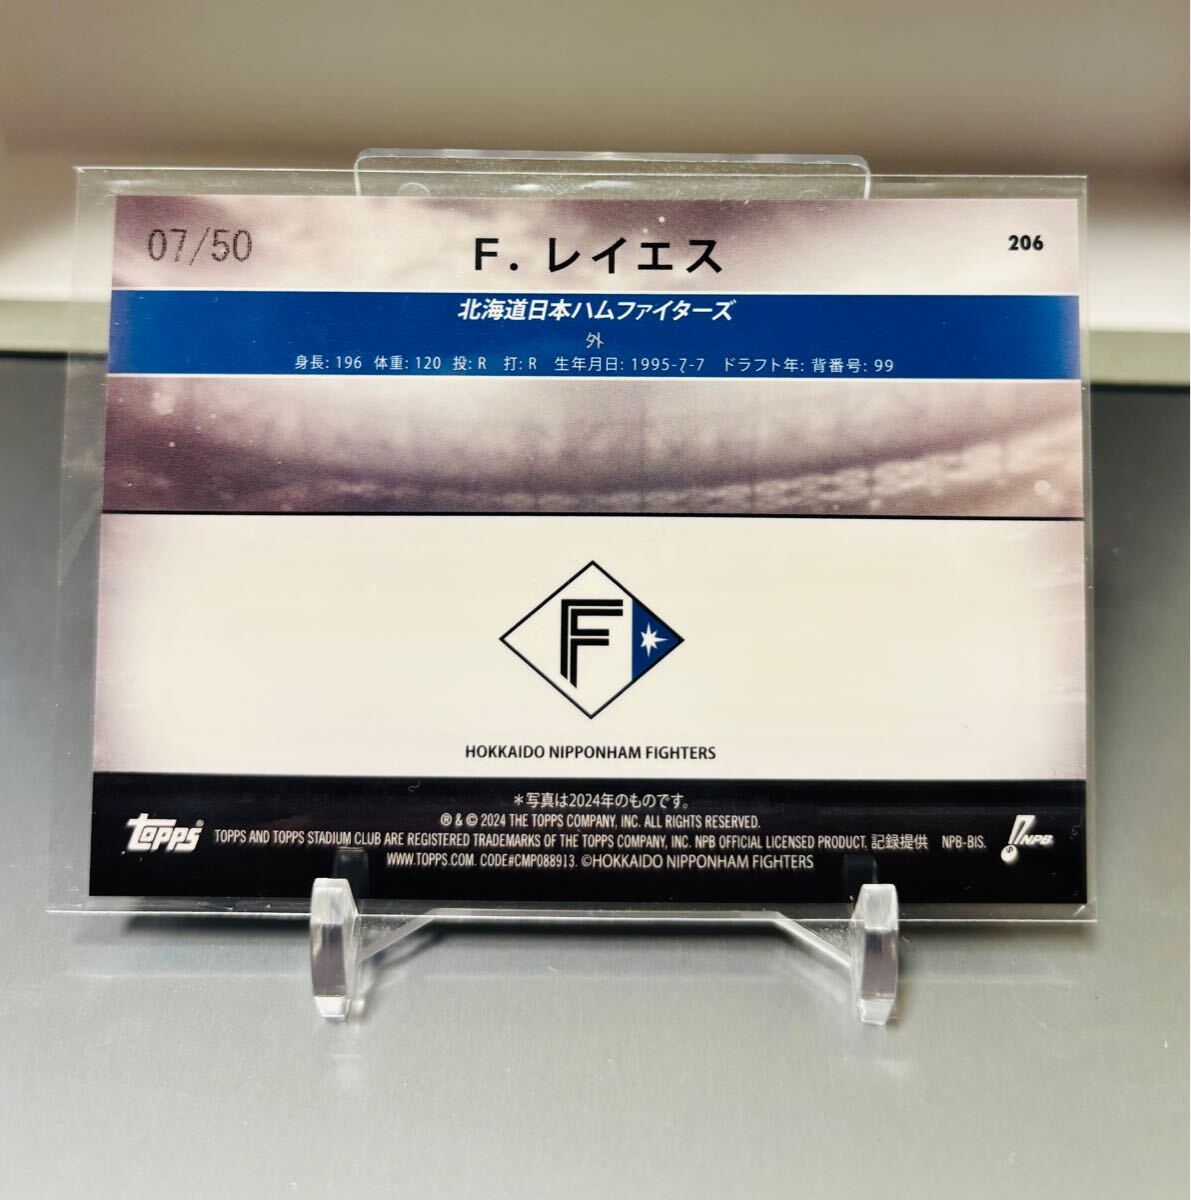 07/50
F. レイエス
206
北海道日本ハムファイターズ
外
身長: 196 体重: 120 投: R 打: R 生年月日: 1995-7-7 ドラフト年: 背番号: 99
F
HOKKAIDO NIPPONHAM FIGHTERS
＊写真は2024年のものです。
® & © 2024 THE TOPPS COMPANY, INC. ALL RIGHTS RESERVED.
topps®
TOPPS AND TOPPS STADIUM CLUB ARE REGISTERED TRADEMARKS OF THE TOPPS COMPANY, INC. NPB OFFICIAL LICENSED PRODUCT. 記録提供 NPB-BIS.
NPB
WWW.TOPPS.COM. CODE#CMP088913. ©HOKKAIDO NIPPONHAM FIGHTERS